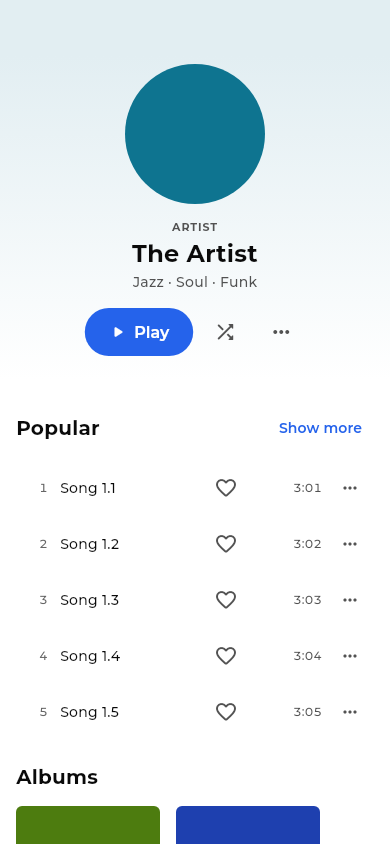 ARTIST
The Artist
Jazz · Soul · Funk
Play
Popular
Show more
1 Song 1.1 3:01
2 Song 1.2 3:02
3 Song 1.3 3:03
4 Song 1.4 3:04
5 Song 1.5 3:05
Albums